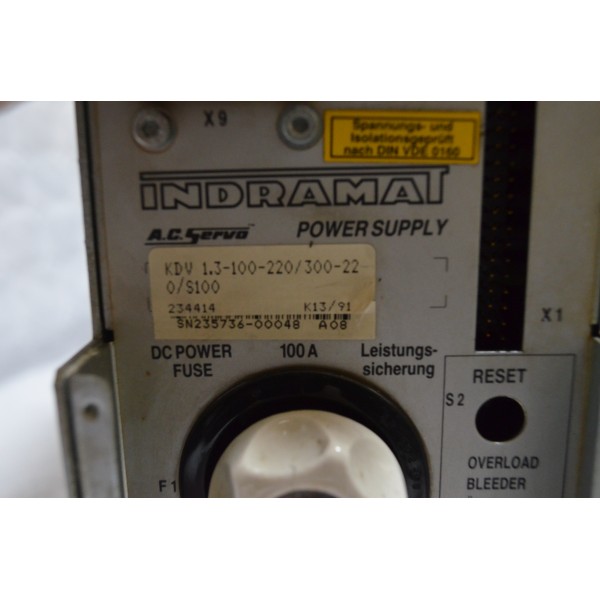 X9
Spannungs- und
Isolationsgeprüft
nach DIN VDE 0160
INDRAMAT
A.C. Servo™ POWER SUPPLY
KDV 1.3-100-220/300-22
0/S100
234414 K13/91
SN235736-00048 A08
X1
DC POWER 100 A Leistungs-
FUSE sicherung
RESET
S2
OVERLOAD
BLEEDER
F1